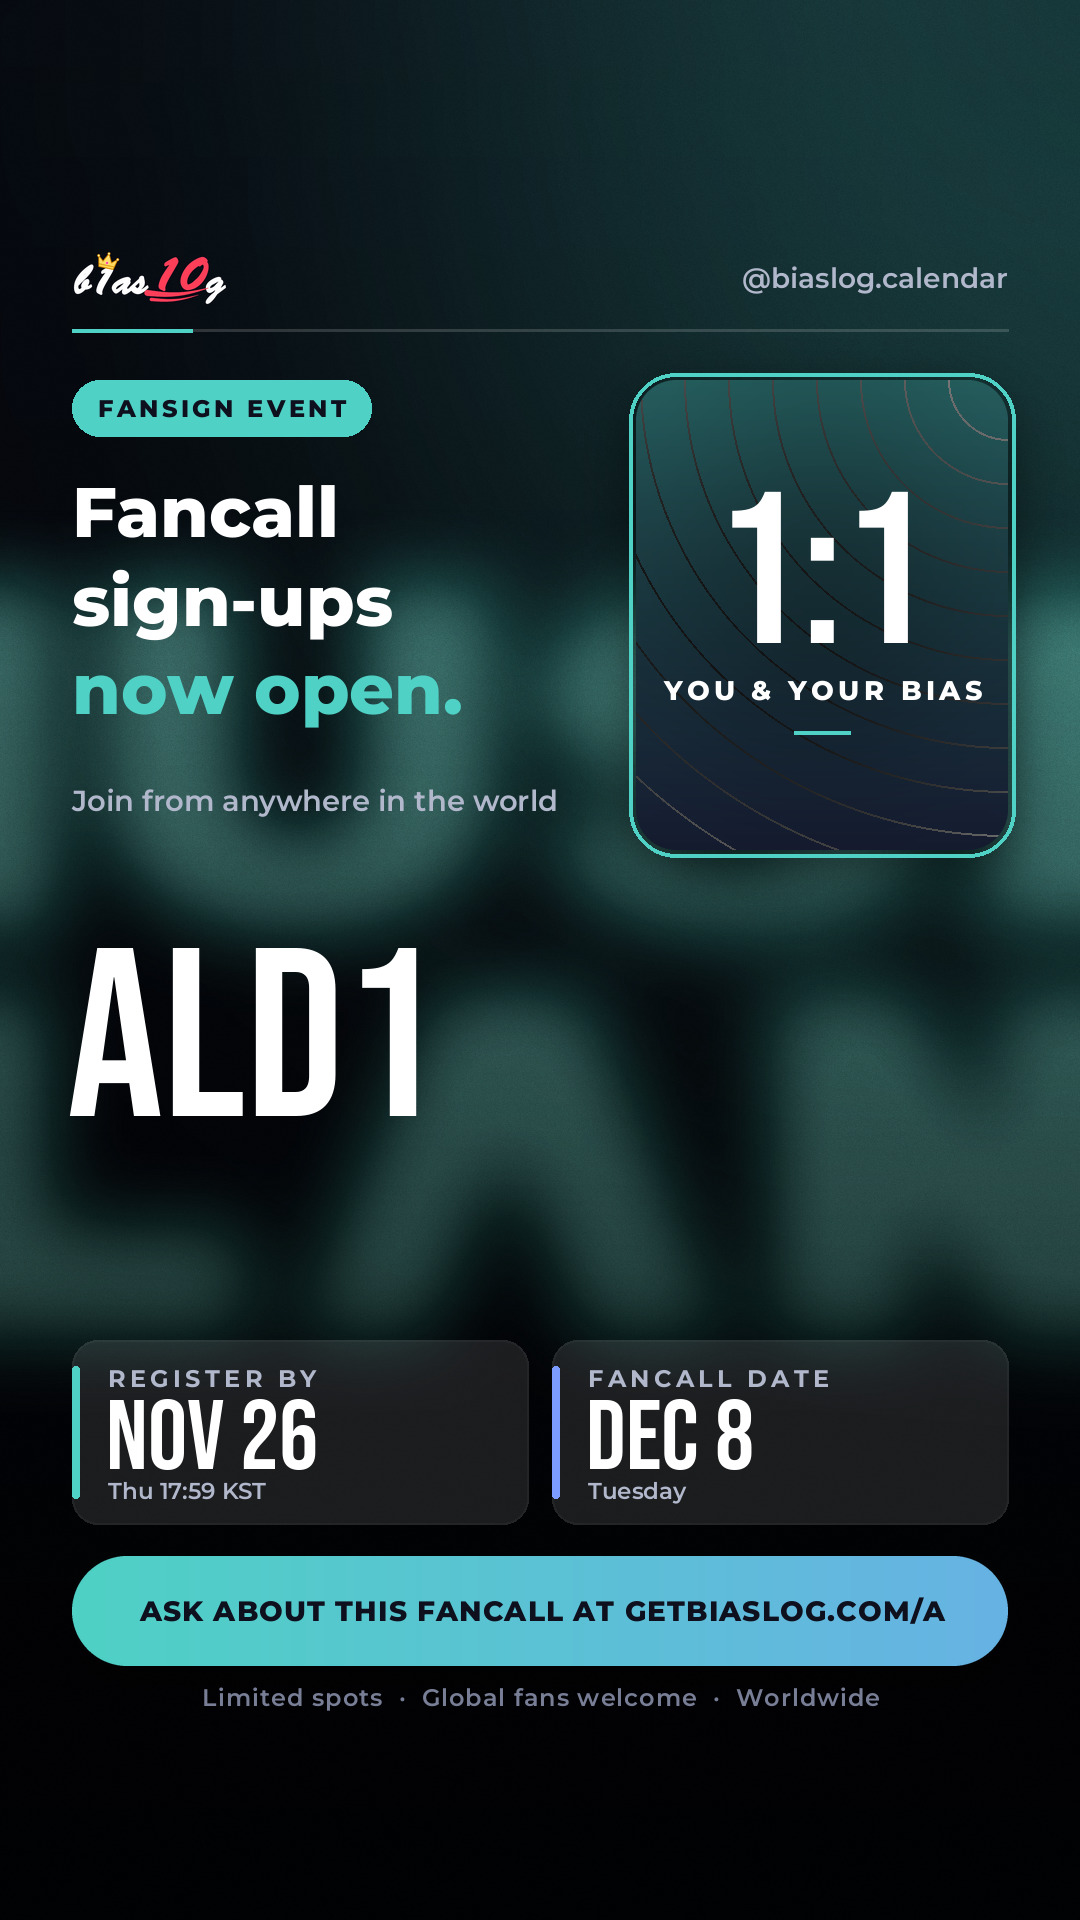 b1as10g
@biaslog.calendar
FANSIGN EVENT
Fancall
sign-ups
now open.
Join from anywhere in the world
1:1
YOU & YOUR BIAS
ALD1
REGISTER BY
NOV 26
Thu 17:59 KST
FANCALL DATE
DEC 8
Tuesday
ASK ABOUT THIS FANCALL AT GETBIASLOG.COM/A
Limited spots · Global fans welcome · Worldwide